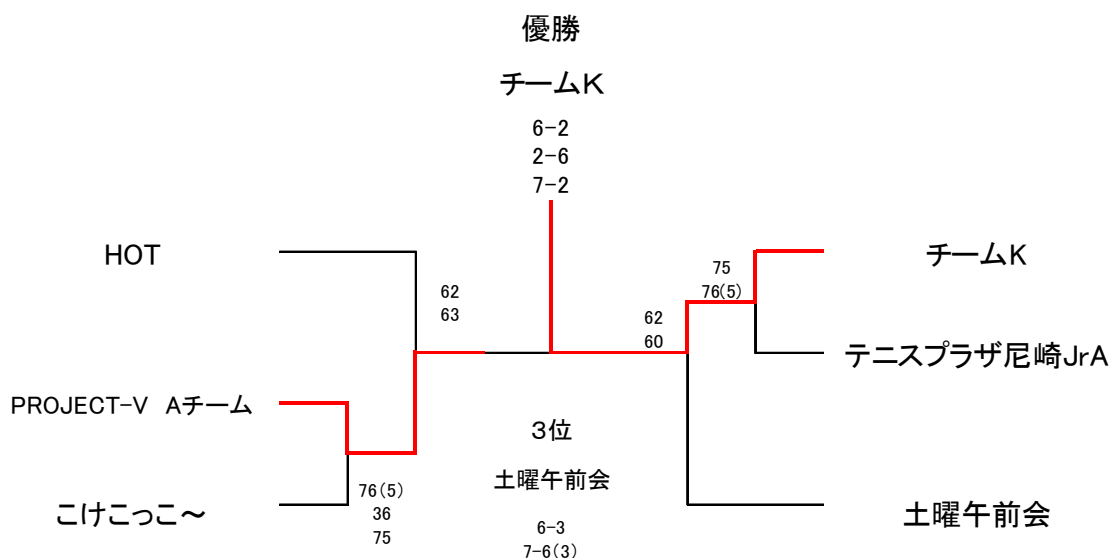 優勝
チームK
6-2
2-6
7-2
HOT
62
63
PROJECT-V Aチーム
こけこっこ～
76(5)
36
75
チームK
75
76(5)
テニスプラザ尼崎JrA
62
60
土曜午前会
3位
土曜午前会
6-3
7-6(3)